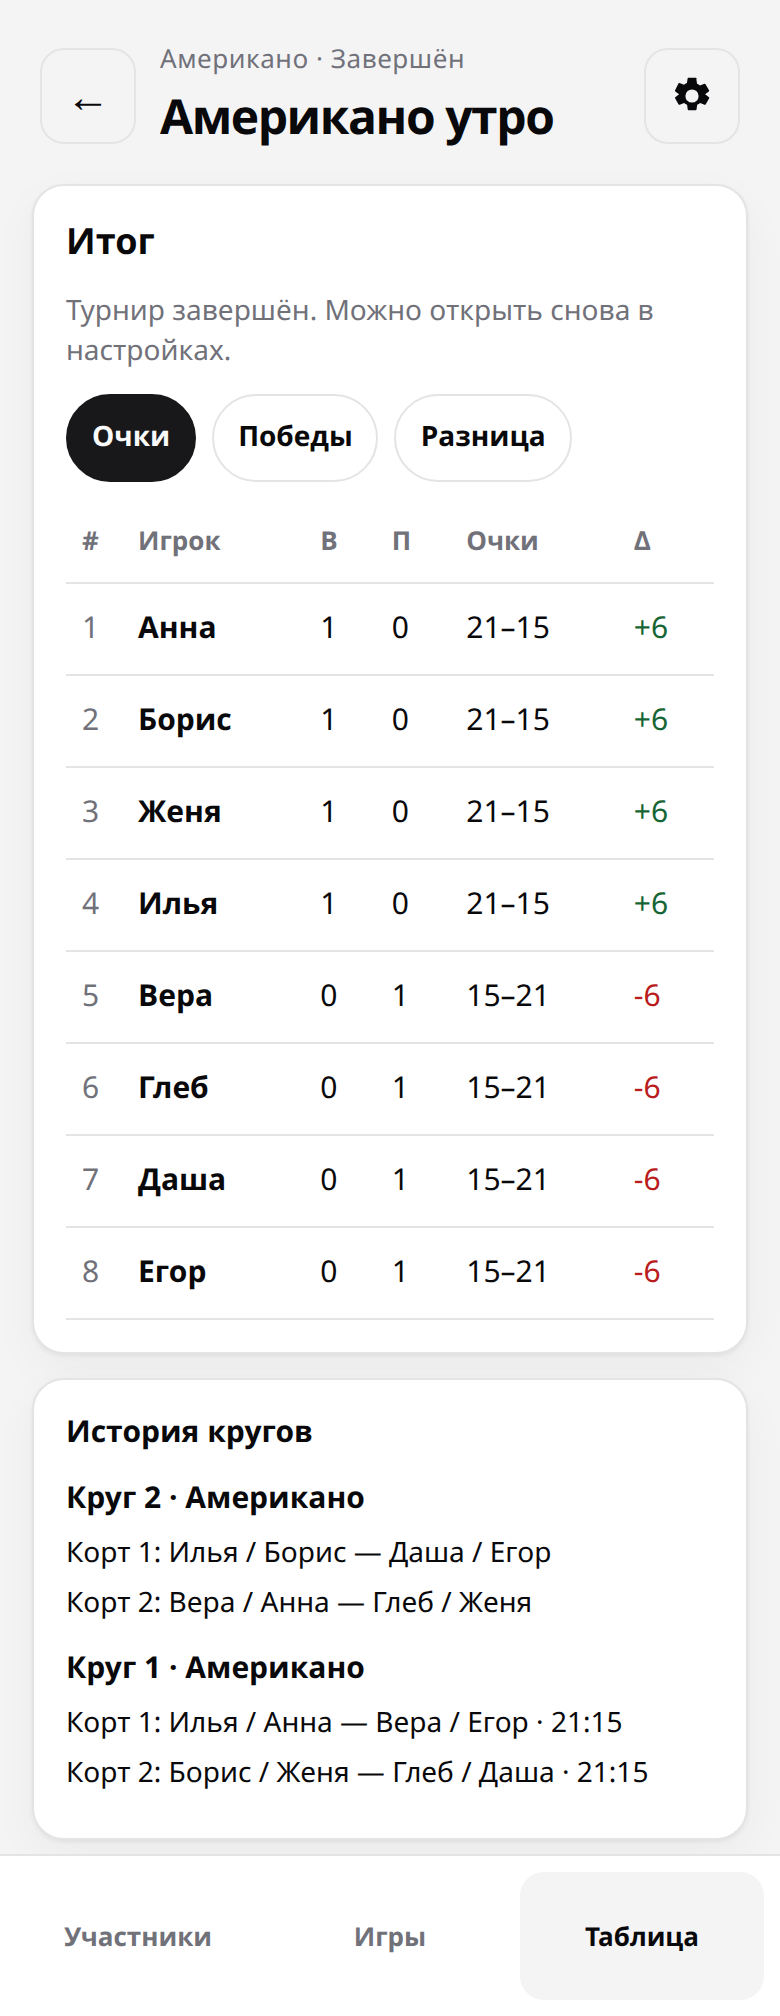 ←
Американо · Завершён
Американо утро
Итог
Турнир завершён. Можно открыть снова в
настройках.
Очки Победы Разница
# Игрок В П Очки Δ
1 Анна 1 0 21–15 +6
2 Борис 1 0 21–15 +6
3 Женя 1 0 21–15 +6
4 Илья 1 0 21–15 +6
5 Вера 0 1 15–21 -6
6 Глеб 0 1 15–21 -6
7 Даша 0 1 15–21 -6
8 Егор 0 1 15–21 -6
История кругов
Круг 2 · Американо
Корт 1: Илья / Борис — Даша / Егор
Корт 2: Вера / Анна — Глеб / Женя
Круг 1 · Американо
Корт 1: Илья / Анна — Вера / Егор · 21:15
Корт 2: Борис / Женя — Глеб / Даша · 21:15
Участники Игры Таблица